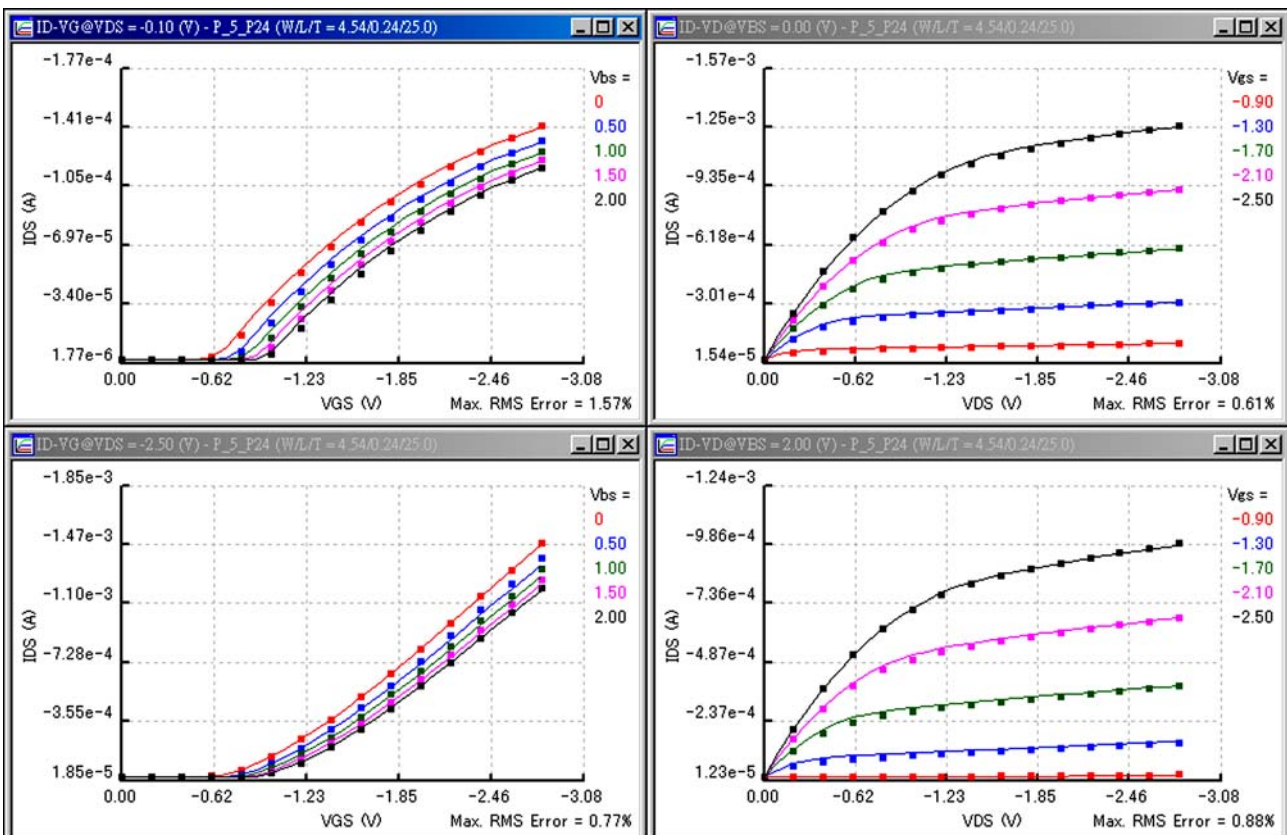 ID-VG@VDS = -0.10 (V) - P_5_P24 (W/L/T = 4.54/0.24/25.0)
-1.77e-4
-1.41e-4
-1.05e-4
-6.97e-5
-3.40e-5
1.77e-6
IDS (A)
Vbs =
0
0.50
1.00
1.50
2.00
0.00
-0.62
-1.23
-1.85
-2.46
-3.08
VGS (V)
Max. RMS Error = 1.57%
ID-VD@VBS = 0.00 (V) - P_5_P24 (W/L/T = 4.54/0.24/25.0)
-1.57e-3
-1.25e-3
-9.35e-4
-6.18e-4
-3.01e-4
1.54e-5
IDS (A)
Vgs =
-0.90
-1.30
-1.70
-2.10
-2.50
0.00
-0.62
-1.23
-1.85
-2.46
-3.08
VDS (V)
Max. RMS Error = 0.61%
ID-VG@VDS = -2.50 (V) - P_5_P24 (W/L/T = 4.54/0.24/25.0)
-1.85e-3
-1.47e-3
-1.10e-3
-7.28e-4
-3.55e-4
1.85e-5
IDS (A)
Vbs =
0
0.50
1.00
1.50
2.00
0.00
-0.62
-1.23
-1.85
-2.46
-3.08
VGS (V)
Max. RMS Error = 0.77%
ID-VD@VBS = 2.00 (V) - P_5_P24 (W/L/T = 4.54/0.24/25.0)
-1.24e-3
-9.86e-4
-7.36e-4
-4.87e-4
-2.37e-4
1.23e-5
IDS (A)
Vgs =
-0.90
-1.30
-1.70
-2.10
-2.50
0.00
-0.62
-1.23
-1.85
-2.46
-3.08
VDS (V)
Max. RMS Error = 0.88%